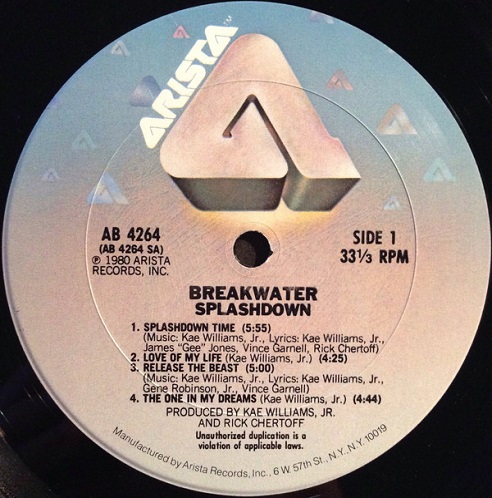 ARISTA™
AB 4264
(AB 4264 SA)
℗ 1980 ARISTA
RECORDS, INC.
SIDE 1
33⅓ RPM
BREAKWATER
SPLASHDOWN
1. SPLASHDOWN TIME (5:55)
(Music: Kae Williams, Jr., Lyrics: Kae Williams, Jr.,
James "Gee" Jones, Vince Garnell, Rick Chertoff)
2. LOVE OF MY LIFE (Kae Williams, Jr.) (4:25)
3. RELEASE THE BEAST (5:00)
(Music: Kae Williams, Jr., Lyrics: Kae Williams, Jr.,
Gene Robinson, Jr., Vince Garnell)
4. THE ONE IN MY DREAMS (Kae Williams, Jr.) (4:44)
PRODUCED BY KAE WILLIAMS, JR.
AND RICK CHERTOFF
Unauthorized duplication is a
violation of applicable laws.
Manufactured by Arista Records, Inc., 6 W. 57th St., N.Y., N.Y. 10019